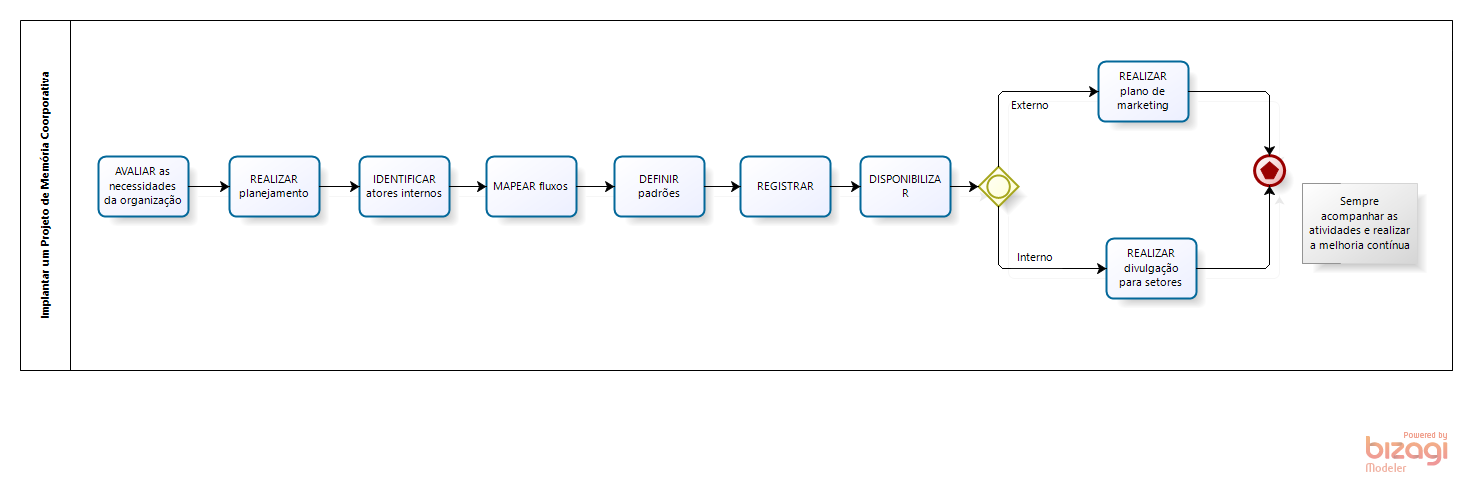 Implantar um Projeto de Memória Coorporativa
AVALIAR as
necessidades
da organização
REALIZAR
planejamento
IDENTIFICAR
atores internos
MAPEAR fluxos
DEFINIR
padrões
REGISTRAR
DISPONIBILIZA
R
Externo
REALIZAR
plano de
marketing
Interno
REALIZAR
divulgação
para setores
Sempre
acompanhar as
atividades e realizar
a melhoria contínua
Powered by
bizagi
Modeler